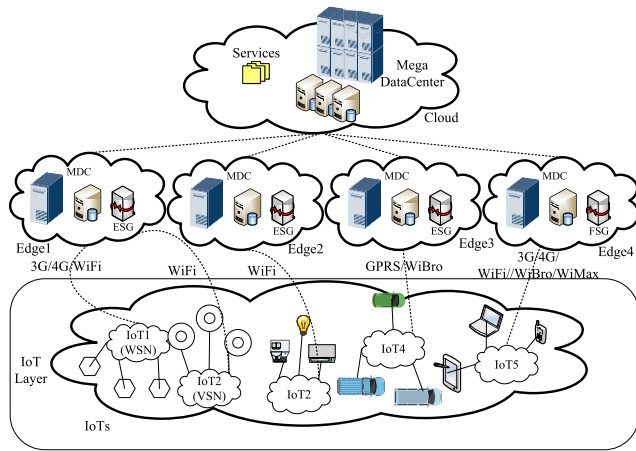 Services
Mega
DataCenter
Cloud
MDC
ESG
Edge1
MDC
ESG
Edge2
MDC
ESG
Edge3
MDC
FSG
Edge4
3G/4G/WiFi
WiFi
WiFi
GPRS/WiBro
3G/4G/
WiFi//WiBro/WiMax
IoT
Layer
IoT1
(WSN)
IoT2
(VSN)
IoT2
IoT4
IoT5
IoTs